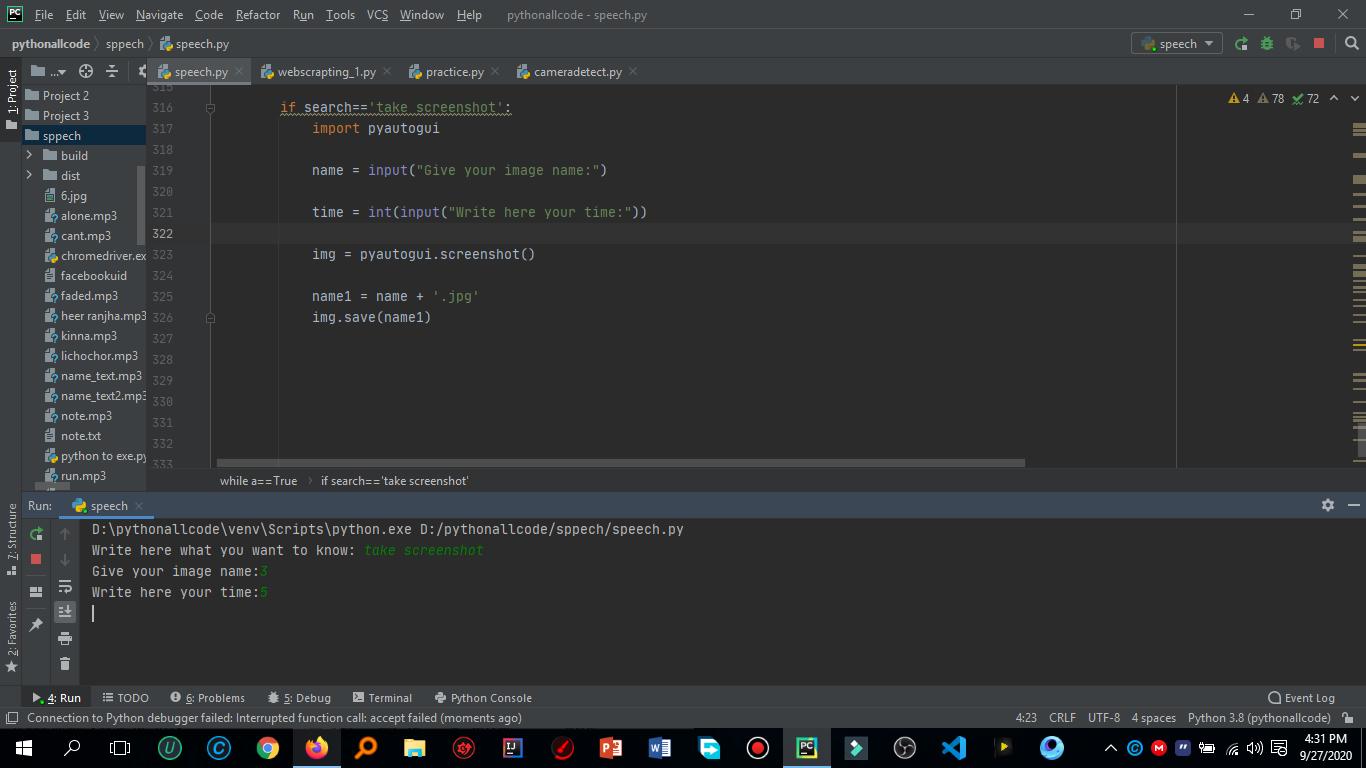 File Edit View Navigate Code Refactor Run Tools VCS Window Help pythonallcode - speech.py
pythonallcode sppech speech.py speech
1: Project ... speech.py webscrapting_1.py practice.py cameradetect.py
Project 2
Project 3
sppech
build
dist
6.jpg
alone.mp3
cant.mp3
chromedriver.ex
facebookuid
faded.mp3
heer ranjha.mp3
kinna.mp3
lichochor.mp3
name_text.mp3
name_text2.mp3
note.mp3
note.txt
python to exe.py
run.mp3
4 78 72
315
316 if search=='take screenshot':
317 import pyautogui
318
319 name = input("Give your image name:")
320
321 time = int(input("Write here your time:"))
322
323 img = pyautogui.screenshot()
324
325 name1 = name + '.jpg'
326 img.save(name1)
327
328
329
330
331
332
333
while a==True if search=='take screenshot'
Run: speech
7: Structure
2: Favorites
D:\pythonallcode\venv\Scripts\python.exe D:/pythonallcode/sppech/speech.py
Write here what you want to know: take screenshot
Give your image name:3
Write here your time:5
4: Run TODO 6: Problems 5: Debug Terminal Python Console Event Log
Connection to Python debugger failed: Interrupted function call: accept failed (moments ago) 4:23 CRLF UTF-8 4 spaces Python 3.8 (pythonallcode)
4:31 PM
9/27/2020